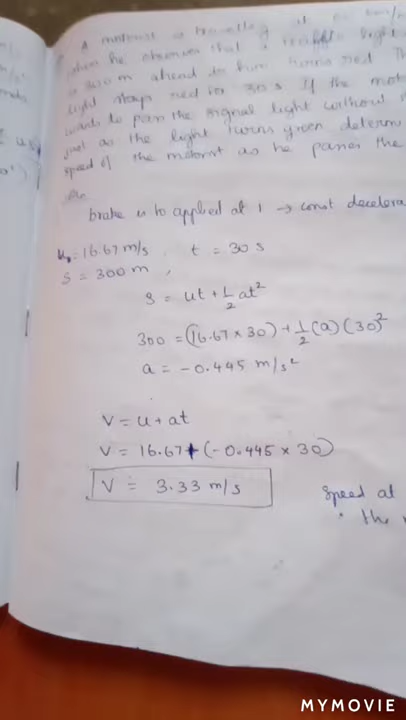 A motorist is travelling at
when he observes that a traffic light
300 m ahead to him turns red. Th
light stays red for 30 s if the mot
wants to pass the signal light without
just as the light turns green determ
speed of the motorist as he passes the
brake is to applied at 1 → const decelera
u = 16.67 m/s t = 30 s
s = 300 m ,
s = ut + 1/2 at²
300 = (16.67 × 30) + 1/2 (a) (30)²
a = -0.445 m/s²
V = u + at
V = 16.67 + (-0.445 × 30)
V = 3.33 m/s
speed at
the
MYMOVIE